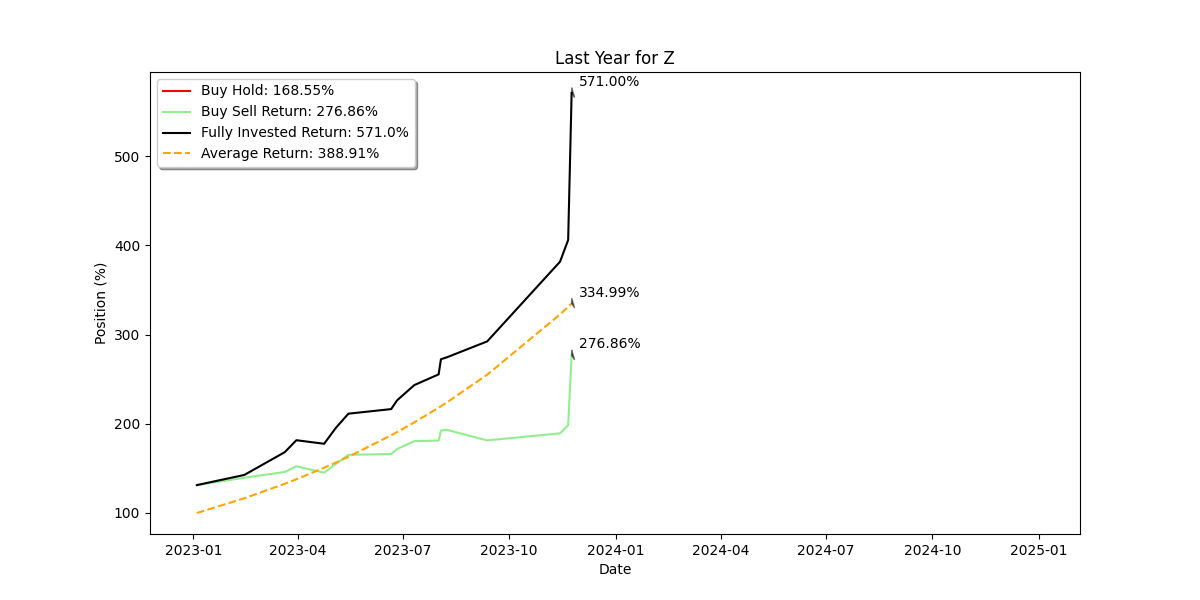 Last Year for Z
571.00%
Buy Hold: 168.55%
Buy Sell Return: 276.86%
Fully Invested Return: 571.0%
Average Return: 388.91%
500
400
334.99%
300
276.86%
200
100
Position (%)
2023-01 2023-04 2023-07 2023-10 2024-01 2024-04 2024-07 2024-10 2025-01
Date